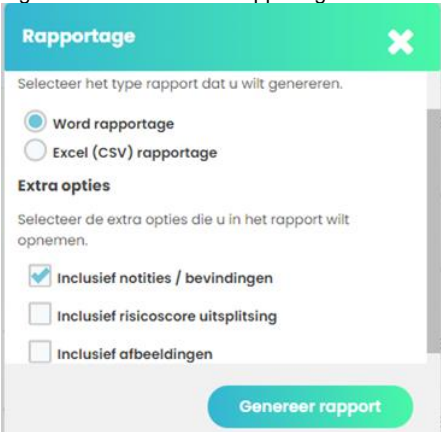 Rapportage
Selecteer het type rapport dat u wilt genereren.
Word rapportage
Excel (CSV) rapportage
Extra opties
Selecteer de extra opties die u in het rapport wilt
opnemen.
Inclusief notities / bevindingen
Inclusief risicoscore uitsplitsing
Inclusief afbeeldingen
Genereer rapport